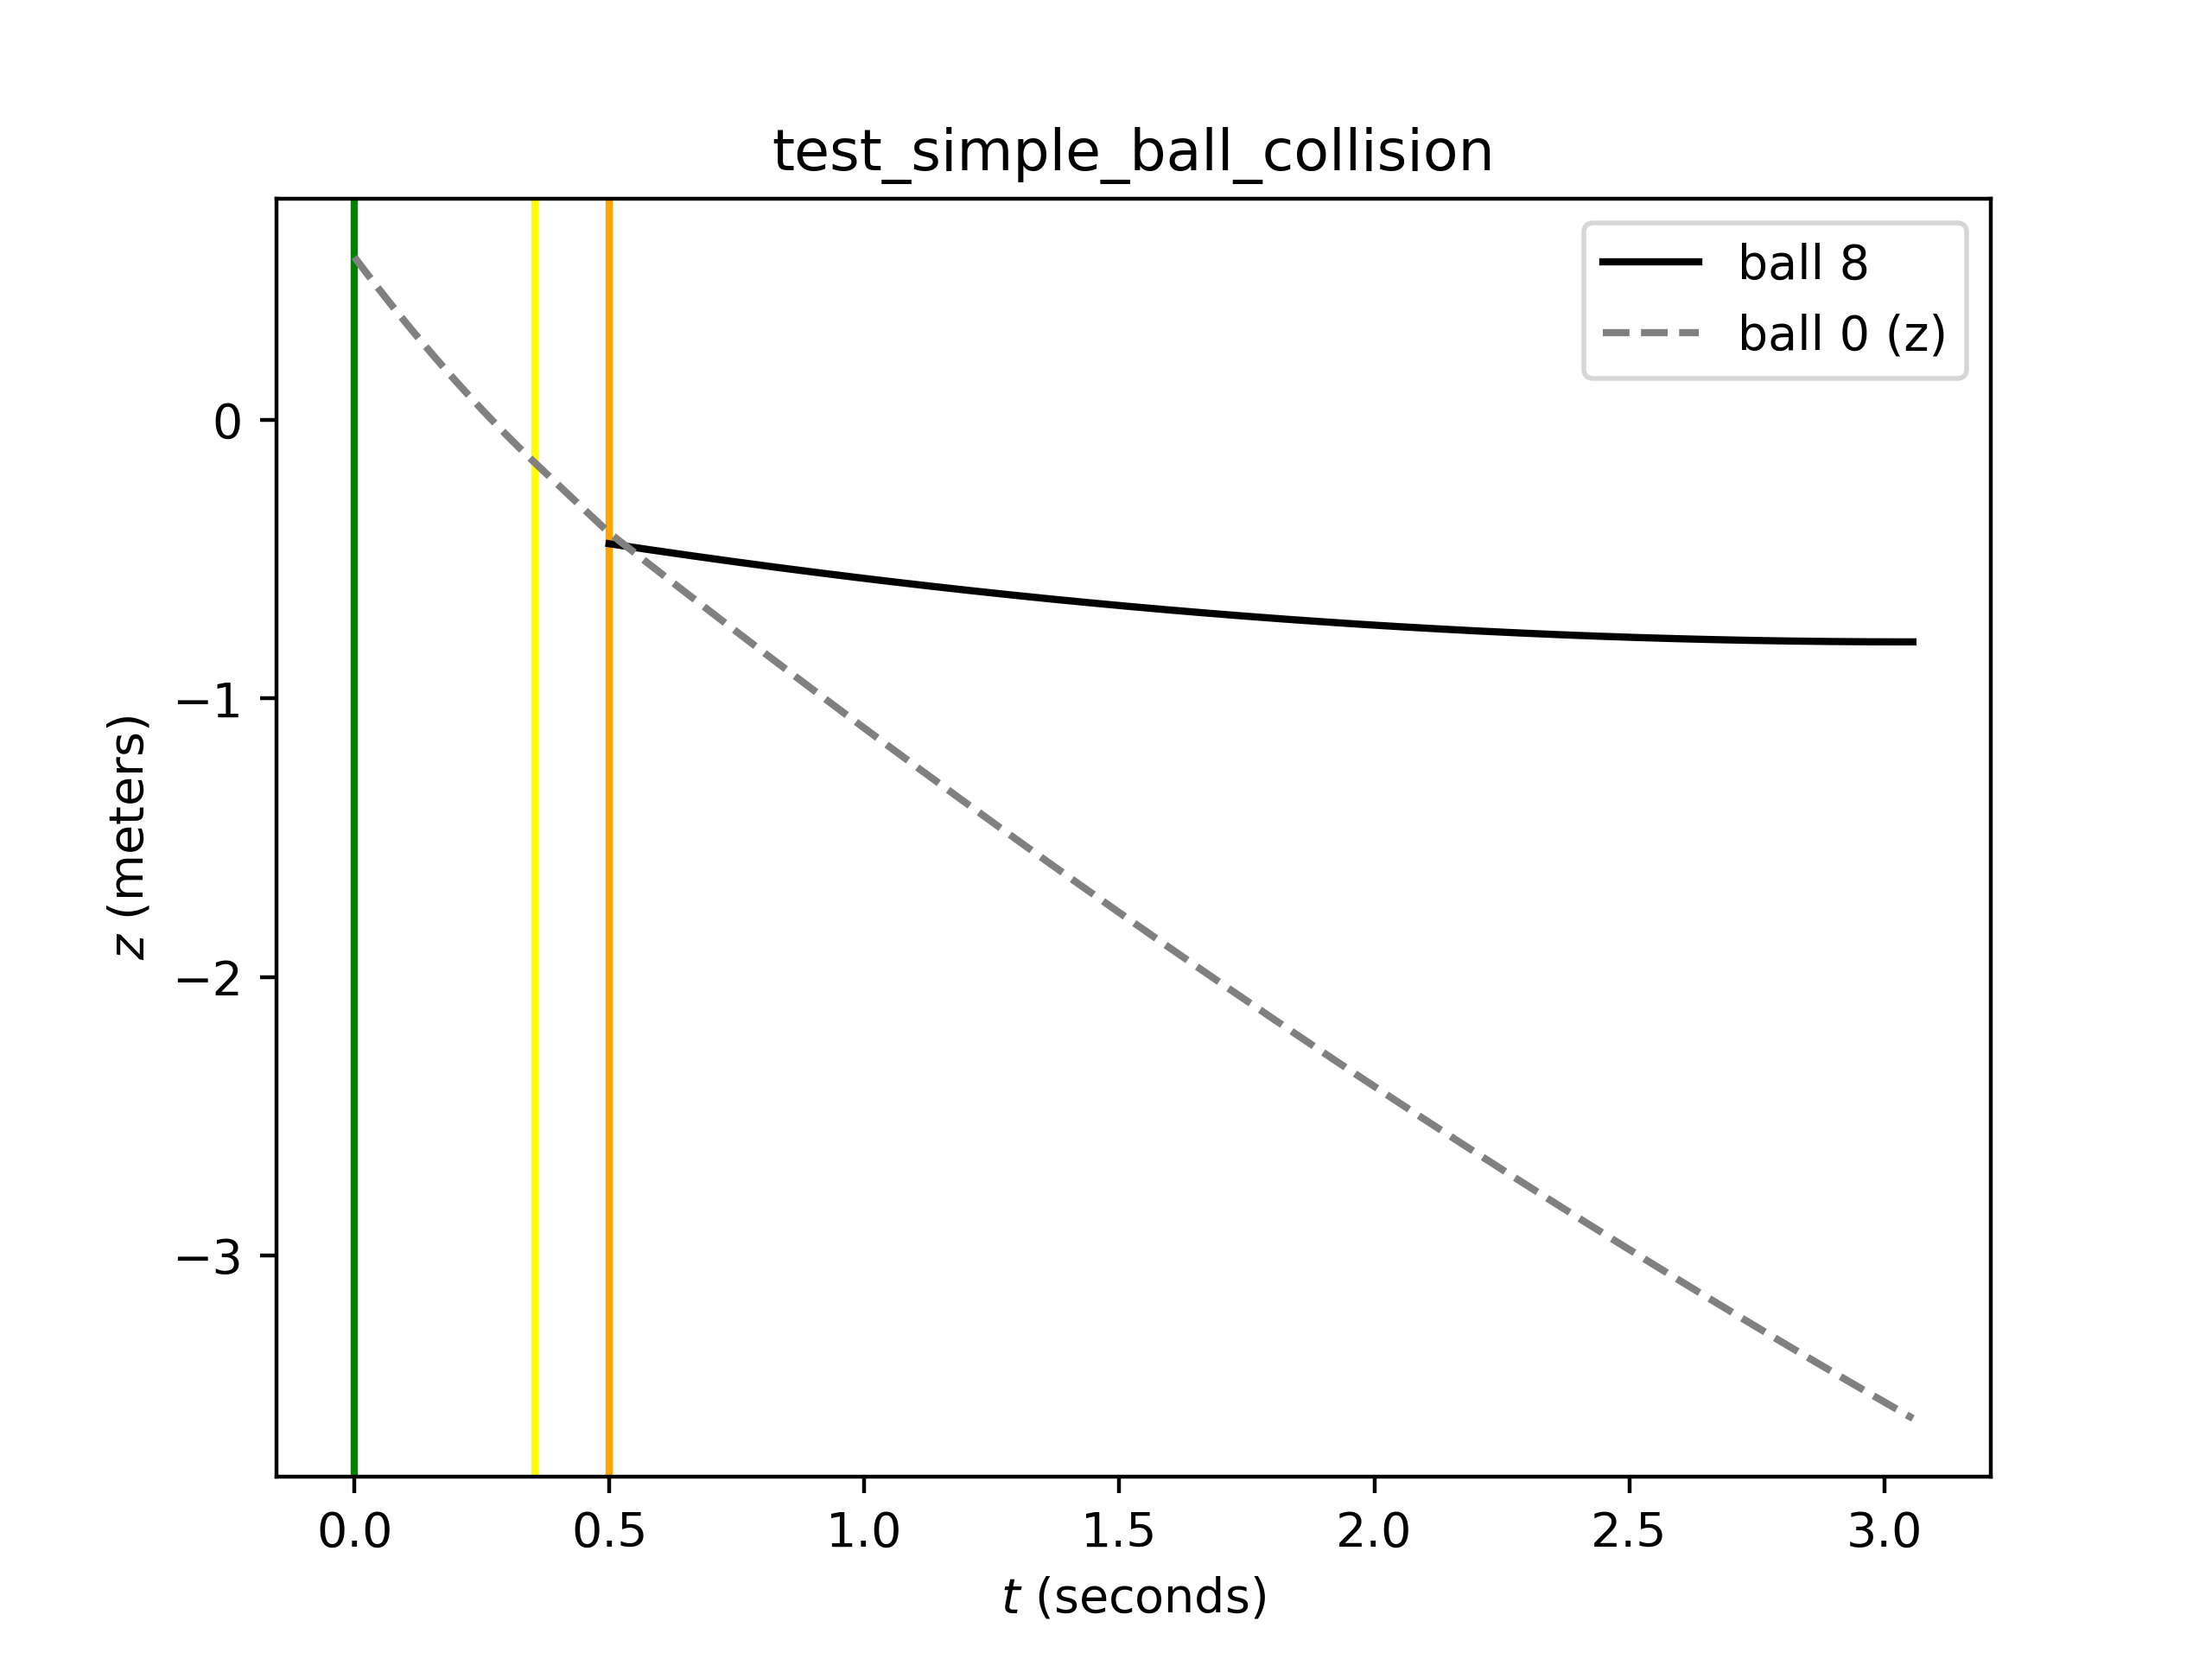 test_simple_ball_collision
ball 8
ball 0 (z)
z (meters)
0
−1
−2
−3
0.0 0.5 1.0 1.5 2.0 2.5 3.0
t (seconds)